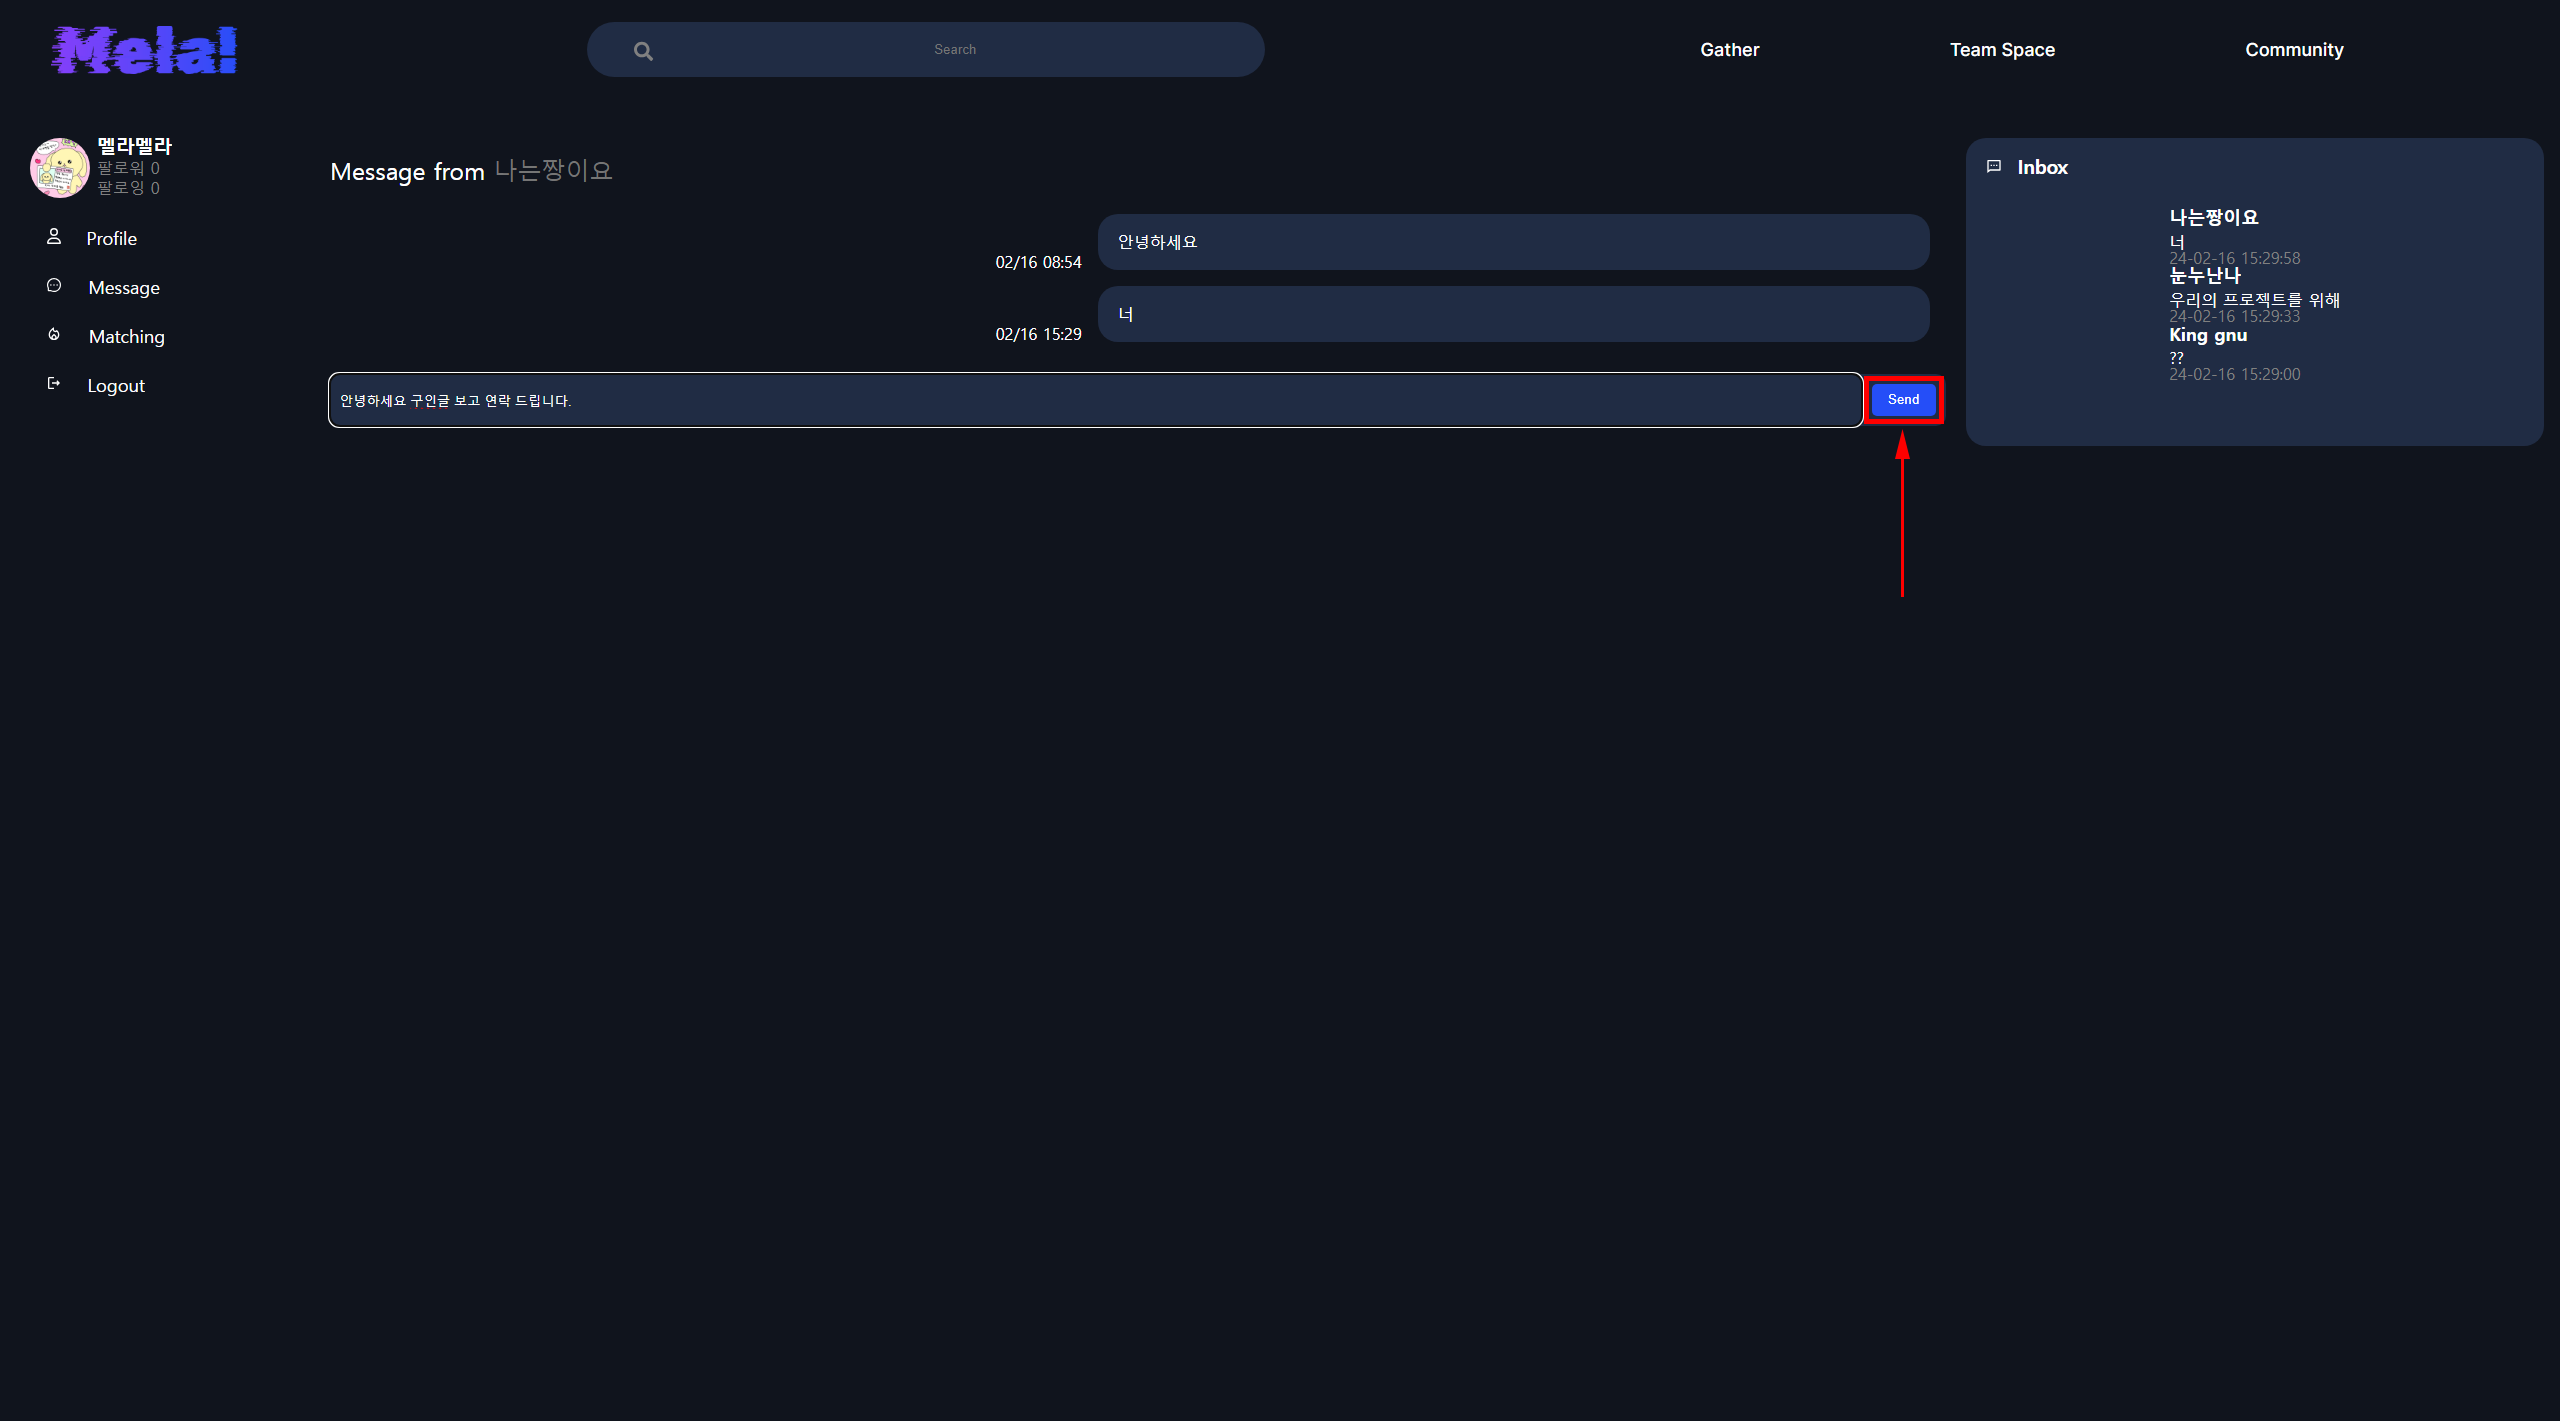 Mela!
Search
Gather
Team Space
Community
멜라멜라
팔로워 0
팔로잉 0
Profile
Message
Matching
Logout
Message from 나는짱이요
안녕하세요
02/16 08:54
너
02/16 15:29
안녕하세요 구인글 보고 연락 드립니다.
Send
Inbox
나는짱이요
너
24-02-16 15:29:58
눈누난나
우리의 프로젝트를 위해
24-02-16 15:29:33
King gnu
??
24-02-16 15:29:00